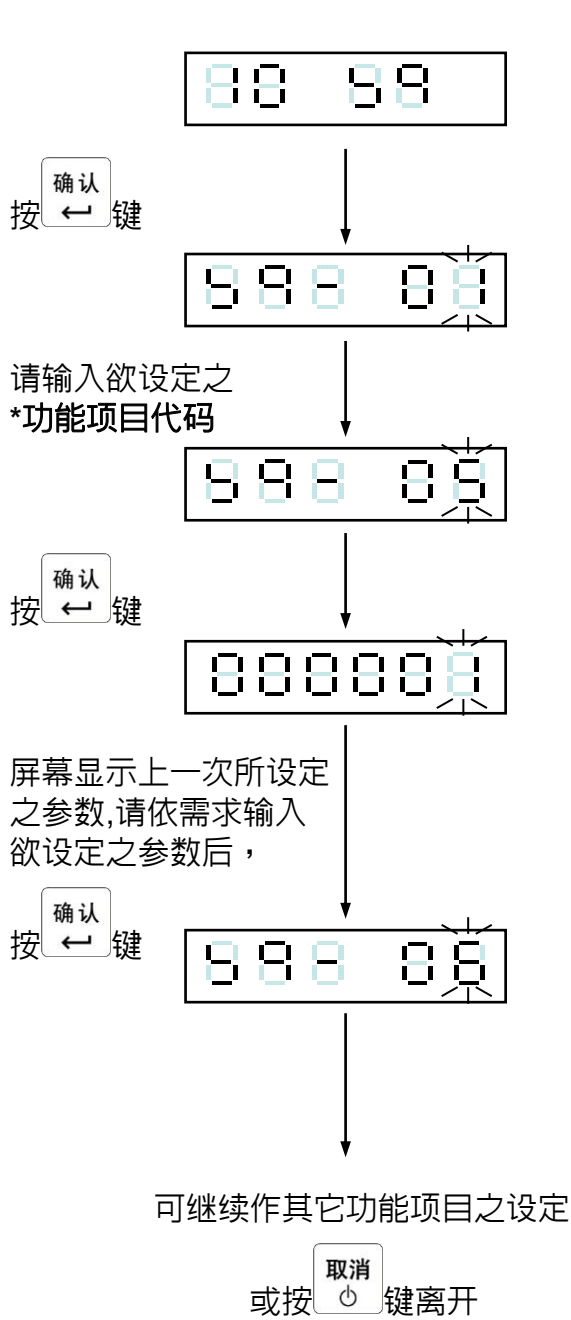 10 59
按 确认 ↵ 键
59- 01
请输入欲设定之
*功能项目代码
59- 05
按 确认 ↵ 键
000001
屏幕显示上一次所设定
之参数,请依需求输入
欲设定之参数后，
按 确认 ↵ 键
59- 06
可继续作其它功能项目之设定
或按 取消 键离开